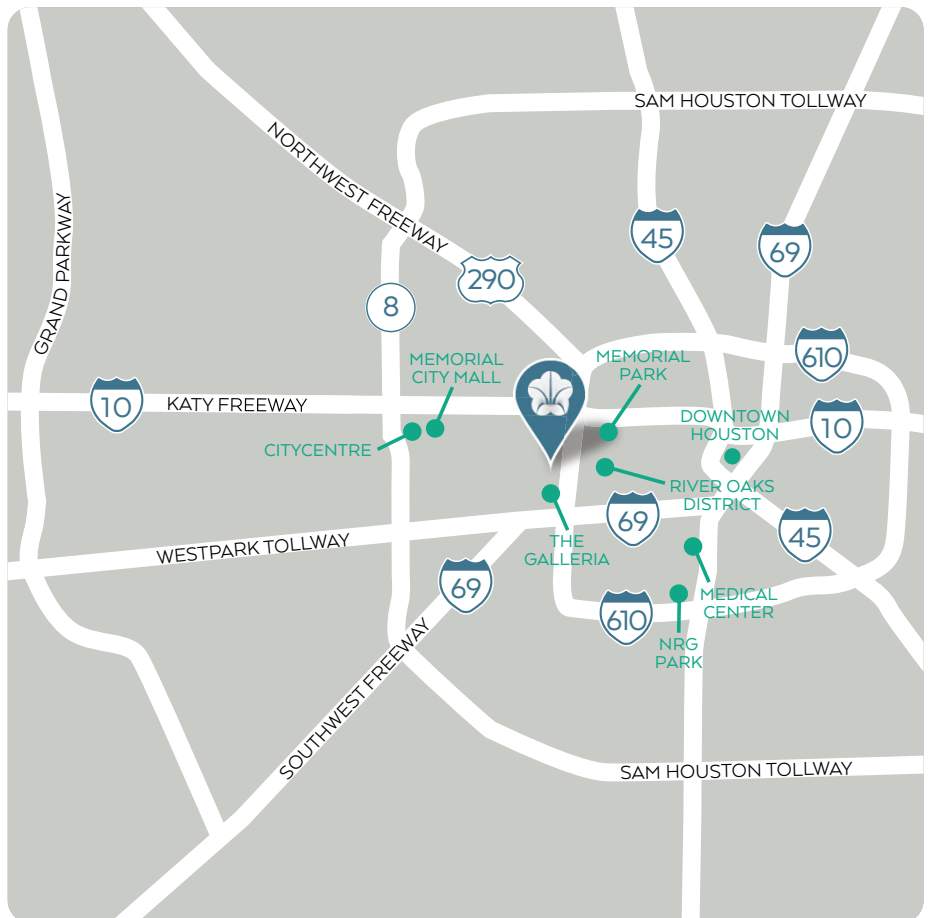 SAM HOUSTON TOLLWAY
NORTHWEST FREEWAY
GRAND PARKWAY
45
69
290
8
610
MEMORIAL
CITY MALL
MEMORIAL
PARK
10
KATY FREEWAY
DOWNTOWN
HOUSTON
10
CITYCENTRE
RIVER OAKS
DISTRICT
69
45
THE
GALLERIA
WESTPARK TOLLWAY
69
MEDICAL
CENTER
610
NRG
PARK
SOUTHWEST FREEWAY
SAM HOUSTON TOLLWAY